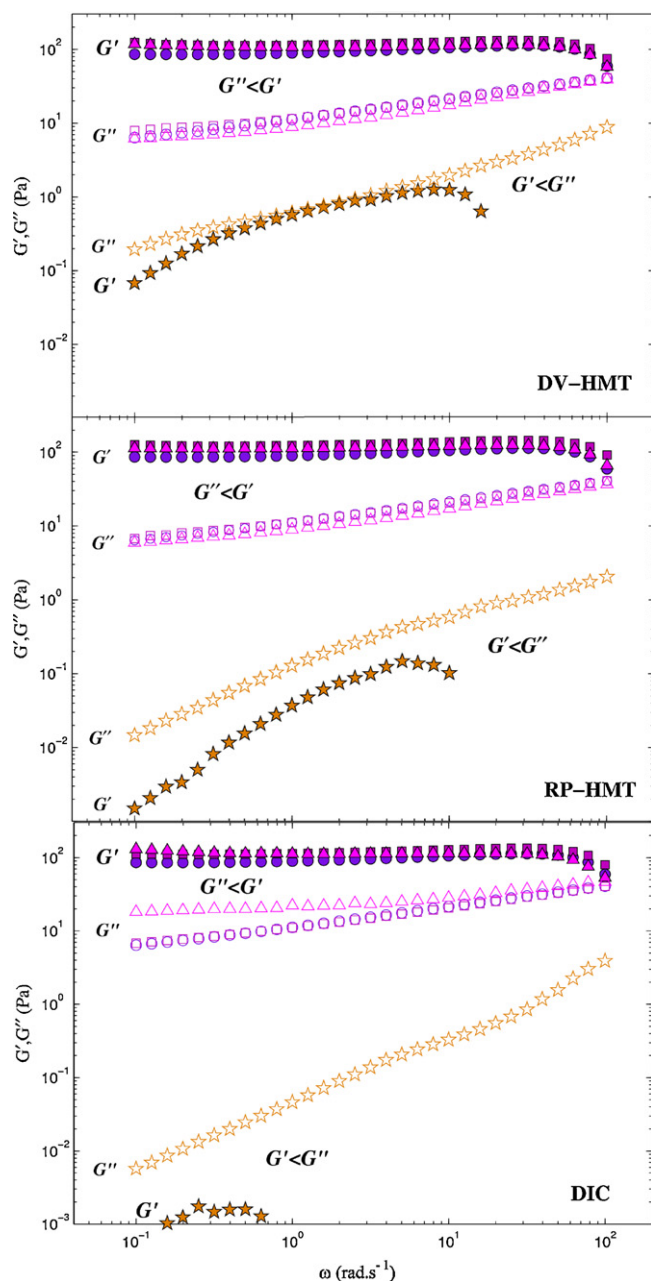 10²
G′
G″<G′
10¹
G″
G′,G″ (Pa)
10⁰
G′<G″
G″
10⁻¹
G′
10⁻²
DV–HMT
10²
G′
G″<G′
10¹
G″
G′,G″ (Pa)
10⁰
G′<G″
10⁻¹
G″
10⁻²
G′
RP–HMT
10²
G′
G″<G′
10¹
G″
G′,G″ (Pa)
10⁰
10⁻¹
10⁻²
G″
G′<G″
DIC
G′
10⁻³
10⁻¹ 10⁰ 10¹ 10²
ω (rad.s⁻¹)